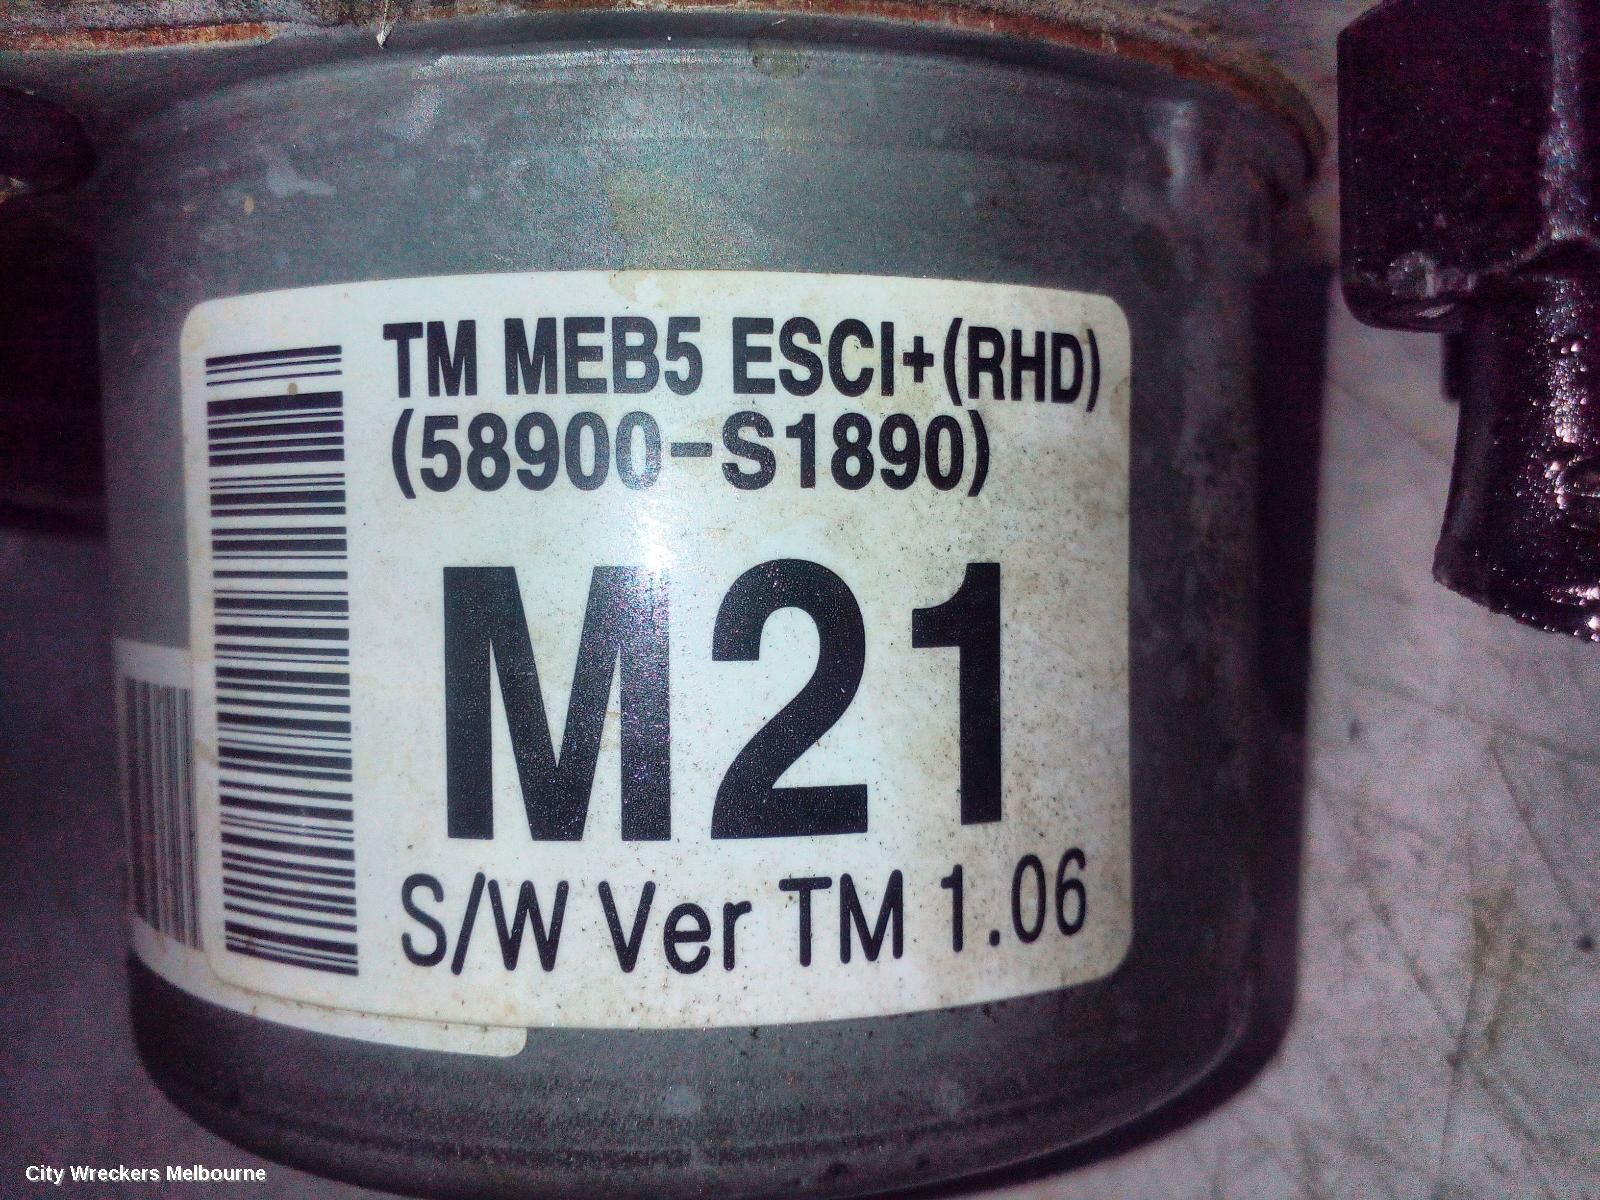 TM MEB5 ESCI+(RHD)
(58900-S1890)
M21
S/W Ver TM 1.06
City Wreckers Melbourne